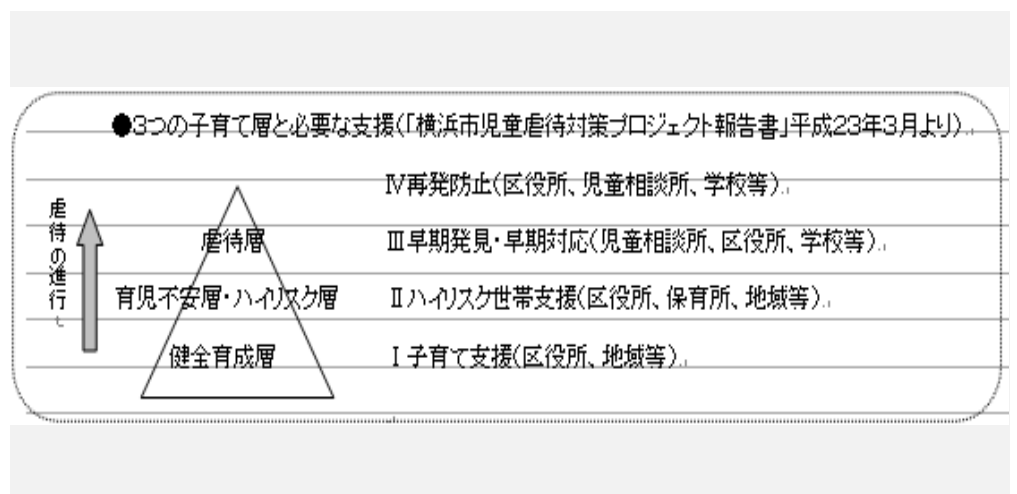 ●3つの子育て層と必要な支援(「横浜市児童虐待対策プロジェクト報告書」平成23年3月より)
Ⅳ再発防止(区役所、児童相談所、学校等)
虐待の進行
虐待層
Ⅲ早期発見・早期対応(児童相談所、区役所、学校等)
育児不安層・ハイリスク層
Ⅱハイリスク世帯支援(区役所、保育所、地域等)
健全育成層
Ⅰ子育て支援(区役所、地域等)